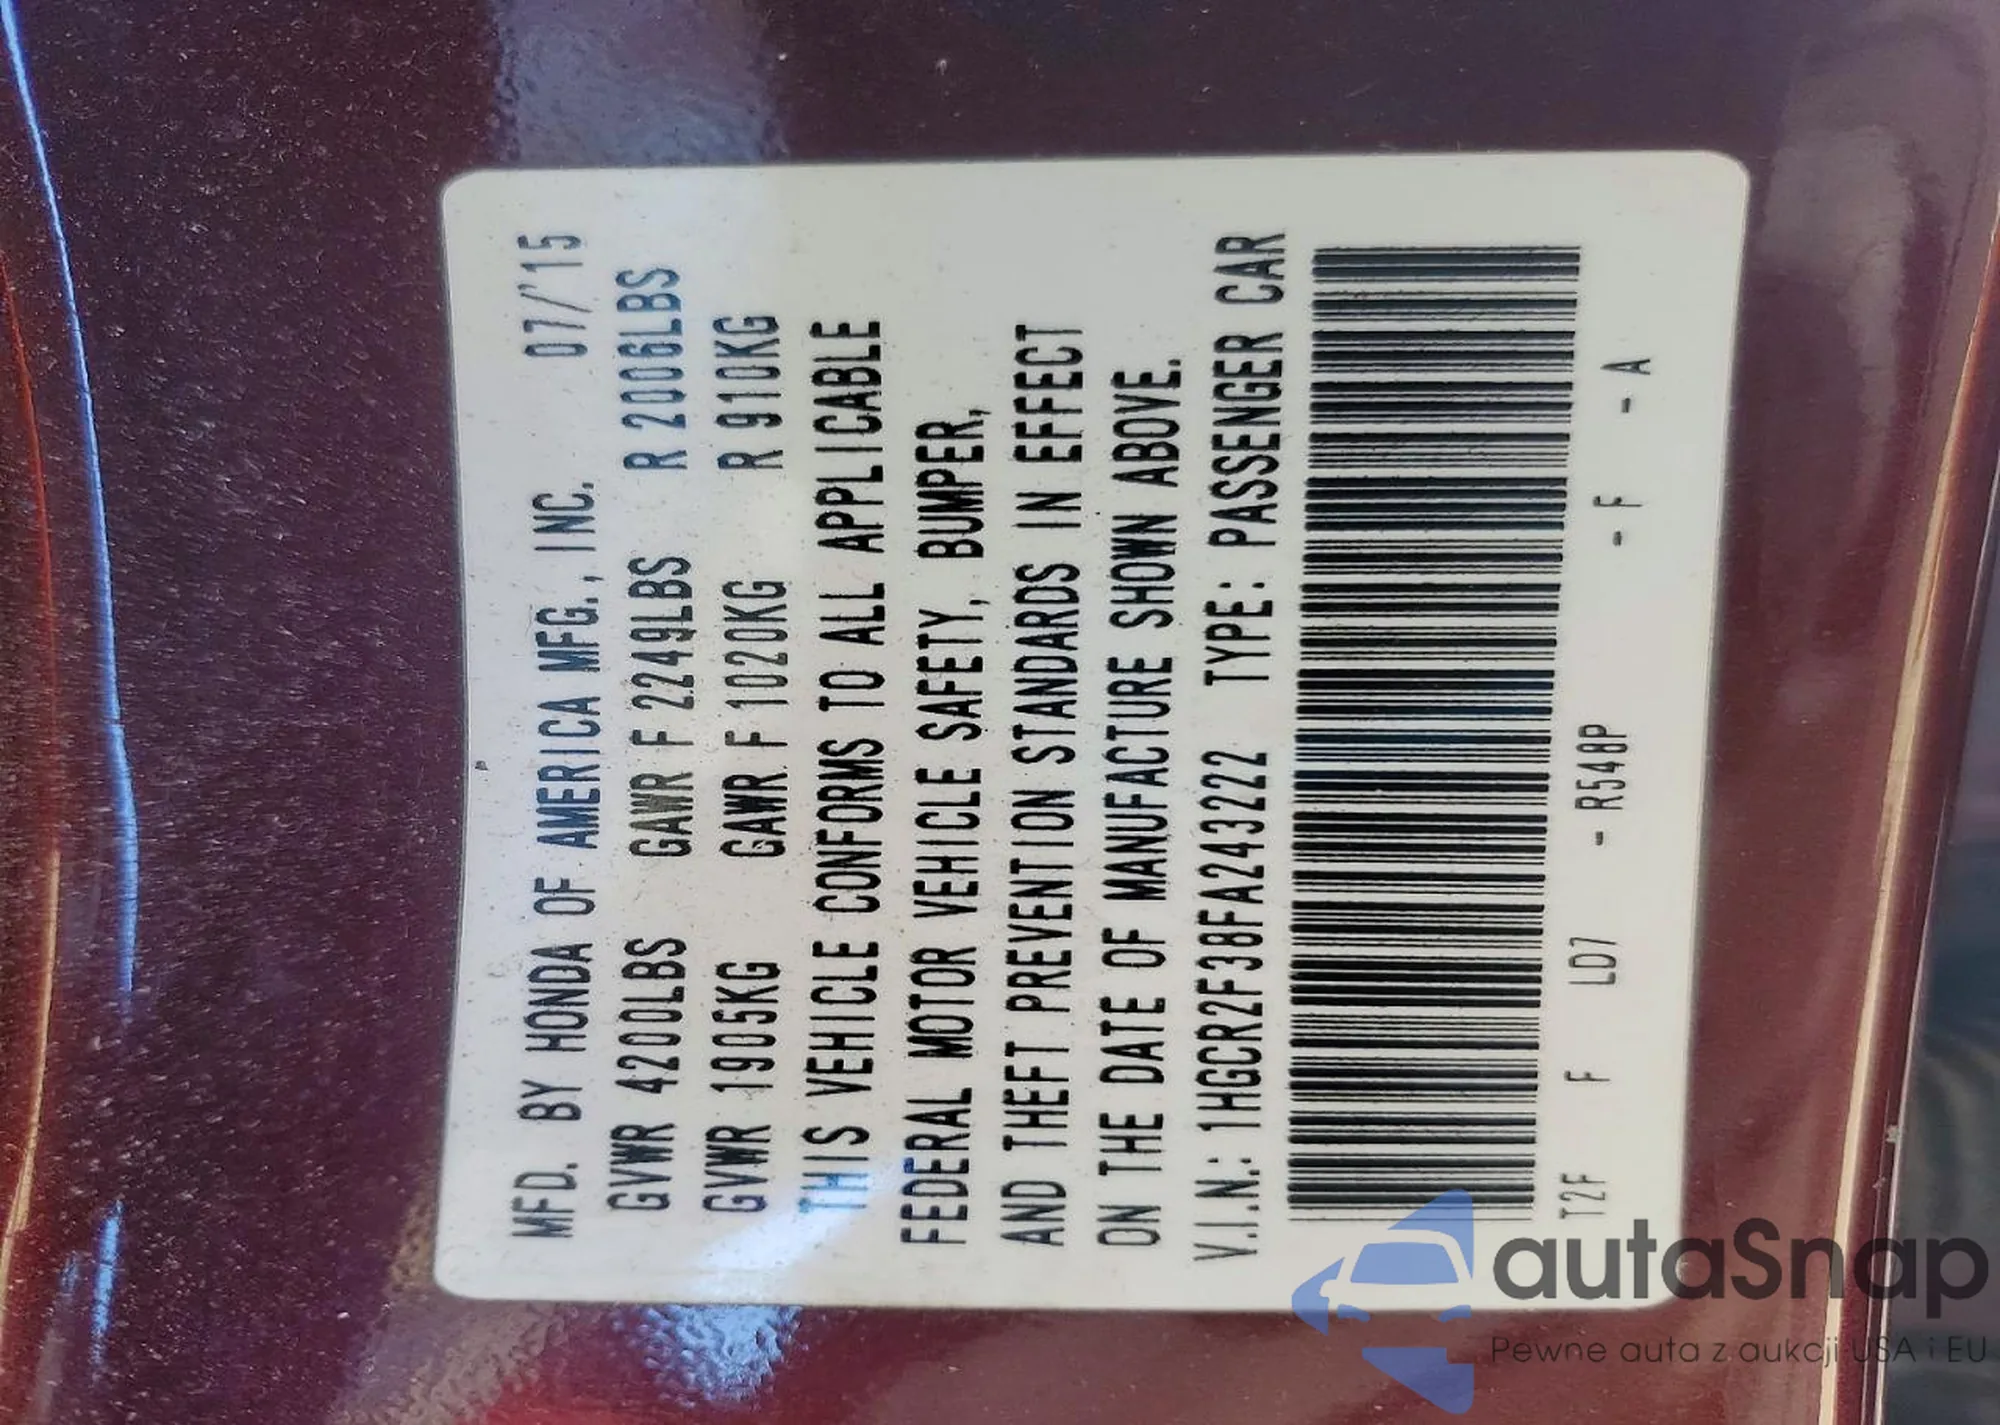 MFD. BY HONDA OF AMERICA MFG., INC. 07/'15
GVWR 4200LBS GAWR F 2249LBS R 2006LBS
GVWR 1905KG GAWR F 1020KG R 910KG
THIS VEHICLE CONFORMS TO ALL APPLICABLE
FEDERAL MOTOR VEHICLE SAFETY, BUMPER,
AND THEFT PREVENTION STANDARDS IN EFFECT
ON THE DATE OF MANUFACTURE SHOWN ABOVE.
V.I.N.: 1HGCR2F38FA243222 TYPE: PASSENGER CAR
T2F F LD7 - R548P - F - A
autaSnap
Pewne auta z aukcji USA i EU